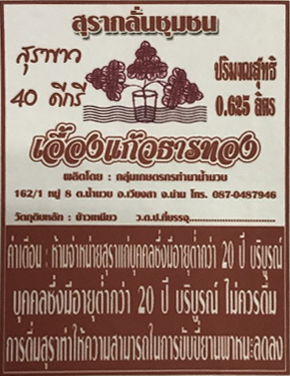 สุรากลั่นชุมชน
สุราขาว
40 ดีกรี
ปริมาณสุทธิ
0.625 ลิตร
เอื้องแก้วธารทอง
ผลิตโดย : กลุ่มเกษตรกรทำนาน้ำมวบ
162/1 หมู่ 8 ต.น้ำมวบ อ.เวียงสา จ.น่าน โทร. 087-0487946
วัตถุดิบหลัก : ข้าวเหนียว ว.ด.ป.ที่บรรจุ........................
คำเตือน : ห้ามจำหน่ายสุราแก่บุคคลซึ่งมีอายุต่ำกว่า 20 ปี บริบูรณ์
บุคคลซึ่งมีอายุต่ำกว่า 20 ปี บริบูรณ์ ไม่ควรดื่ม
การดื่มสุราทำให้ความสามารถในการขับขี่ยานพาหนะลดลง